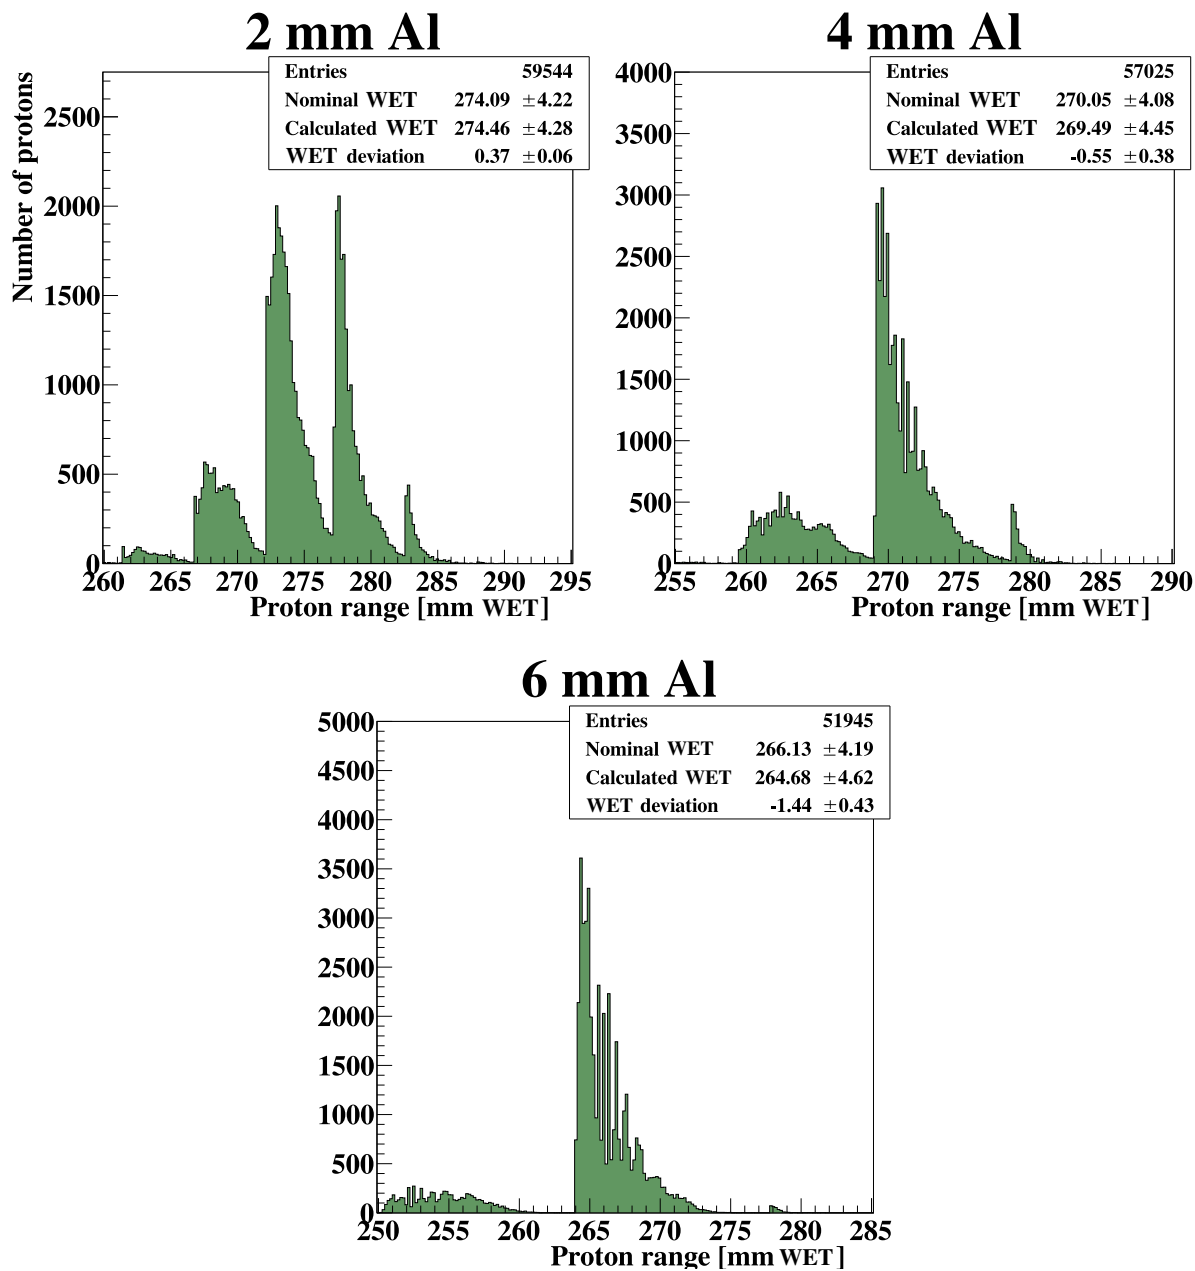 2 mm Al
Entries 59544
Nominal WET 274.09 ±4.22
Calculated WET 274.46 ±4.28
WET deviation 0.37 ±0.06
Number of protons
2500
2000
1500
1000
500
0
260 265 270 275 280 285 290 295
Proton range [mm WET]
4 mm Al
Entries 57025
Nominal WET 270.05 ±4.08
Calculated WET 269.49 ±4.45
WET deviation -0.55 ±0.38
4000
3500
3000
2500
2000
1500
1000
500
0
255 260 265 270 275 280 285 290
Proton range [mm WET]
6 mm Al
Entries 51945
Nominal WET 266.13 ±4.19
Calculated WET 264.68 ±4.62
WET deviation -1.44 ±0.43
5000
4500
4000
3500
3000
2500
2000
1500
1000
500
0
250 255 260 265 270 275 280 285
Proton range [mm WET]